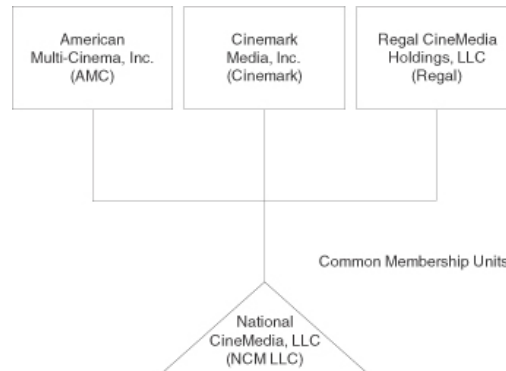 American
Multi-Cinema, Inc.
(AMC)
Cinemark
Media, Inc.
(Cinemark)
Regal CineMedia
Holdings, LLC
(Regal)
Common Membership Units
National
CineMedia, LLC
(NCM LLC)